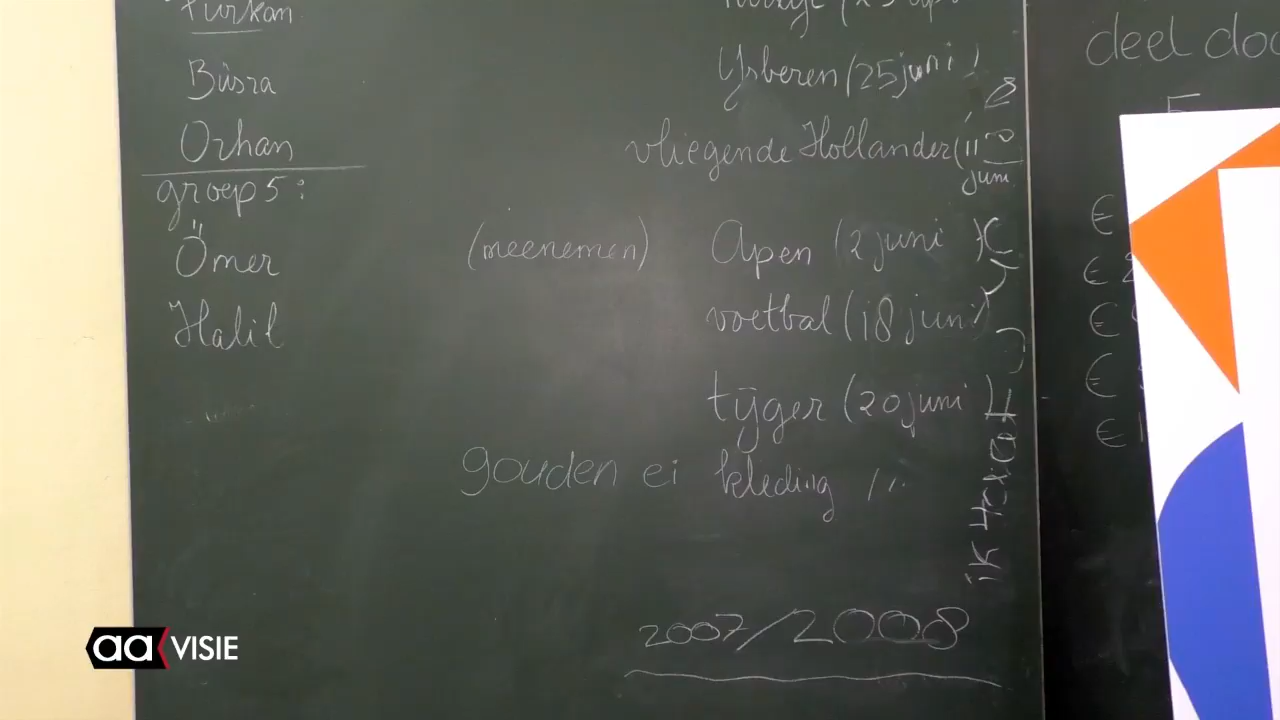 Furkan
Büsra
IJsberen (25 juni)
Orhan
vliegende Hollander (11
juni
groep 5:
Ömer (meenemen) Apen (2 juni)
Halil voetbal (18 juni)
tijger (20 juni)
gouden ei kleding
2007/2008
ik
deel
€
€
€
€
€
aa VISIE